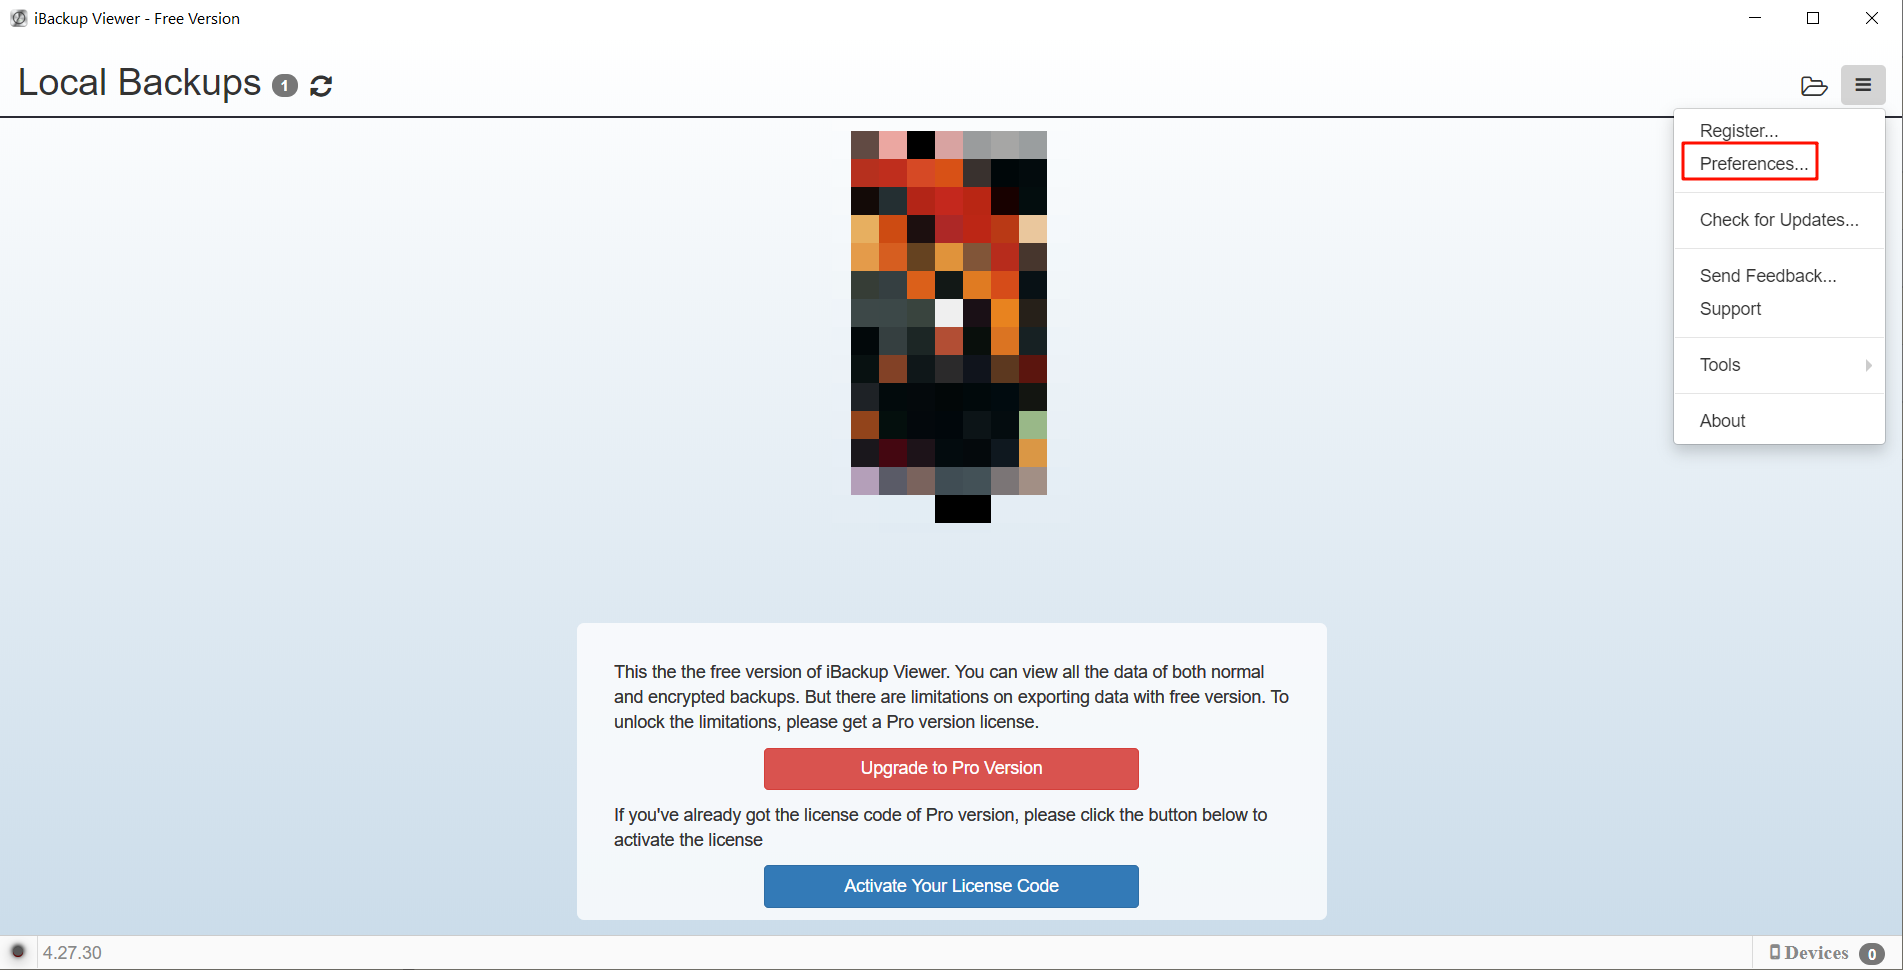 iBackup Viewer - Free Version
Local Backups 1
Register...
Preferences...
Check for Updates...
Send Feedback...
Support
Tools
About
This the the free version of iBackup Viewer. You can view all the data of both normal
and encrypted backups. But there are limitations on exporting data with free version. To
unlock the limitations, please get a Pro version license.
Upgrade to Pro Version
If you've already got the license code of Pro version, please click the button below to
activate the license
Activate Your License Code
4.27.30
Devices 0